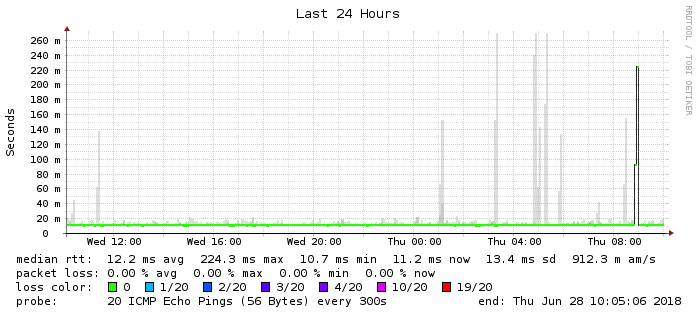 Last 24 Hours
RRDTOOL / TOBI OETIKER
Seconds
260 m
240 m
220 m
200 m
180 m
160 m
140 m
120 m
100 m
80 m
60 m
40 m
20 m
0
Wed 12:00 Wed 16:00 Wed 20:00 Thu 00:00 Thu 04:00 Thu 08:00
median rtt: 12.2 ms avg 224.3 ms max 10.7 ms min 11.2 ms now 13.4 ms sd 912.3 m am/s
packet loss: 0.00 % avg 0.00 % max 0.00 % min 0.00 % now
loss color: 0 1/20 2/20 3/20 4/20 10/20 19/20
probe: 20 ICMP Echo Pings (56 Bytes) every 300s end: Thu Jun 28 10:05:06 2018